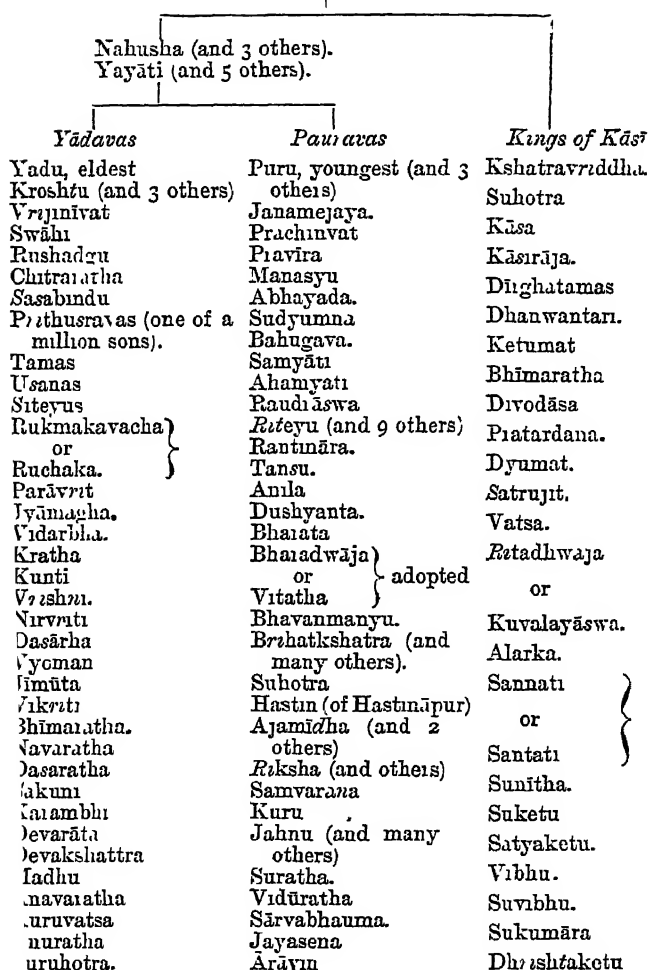 Nahusha (and 3 others).
Yayāti (and 5 others).
Yādavas
Yadu, eldest
Kroshtu (and 3 others)
Vrijinīvat
Swāhi
Rushadgu
Chitraratha
Sasabindu
Prithusravas (one of a
million sons).
Tamas
Usanas
Siteyus
Rukmakavacha
or
Ruchaka.
Parāvrit
Jyāmagha.
Vidarbha.
Kratha
Kunti
Vrishni.
Nirvriti
Dasārha
Vyoman
Jīmūta
Vikriti
Bhīmaratha.
Navaratha
Dasaratha
akuni
Karambhi
Devarāta
Devakshattra
Madhu
navaratha
uruvatsa
nuratha
uruhotra.
Pauravas
Puru, youngest (and 3
others)
Janamejaya.
Prachinvat
Pravīra
Manasyu
Abhayada.
Sudyumna
Bahugava.
Samyāti
Ahamyati
Raudrāswa
Riteyu (and 9 others)
Rantināra.
Tansu.
Anila
Dushyanta.
Bharata
Bharadwāja
or
adopted
Vitatha
Bhavanmanyu.
Brihatkshatra (and
many others).
Suhotra
Hastin (of Hastināpur)
Ajamīdha (and 2
others)
Riksha (and others)
Samvarana
Kuru
Jahnu (and many
others)
Suratha.
Vidūratha
Sārvabhauma.
Jayasena
Ārāvin
Kings of Kāsī
Kshatravriddha.
Suhotra
Kāsa
Kāsirāja.
Dīrghatamas
Dhanwantari.
Ketumat
Bhīmaratha
Divodāsa
Pratardana.
Dyumat.
Satrujit.
Vatsa.
Ritadhwaja
or
Kuvalayāswa.
Alarka.
Sannati
or
Santati
Sunītha.
Suketu
Satyaketu.
Vibhu.
Suvibhu.
Sukumāra
Dhrishtaketu